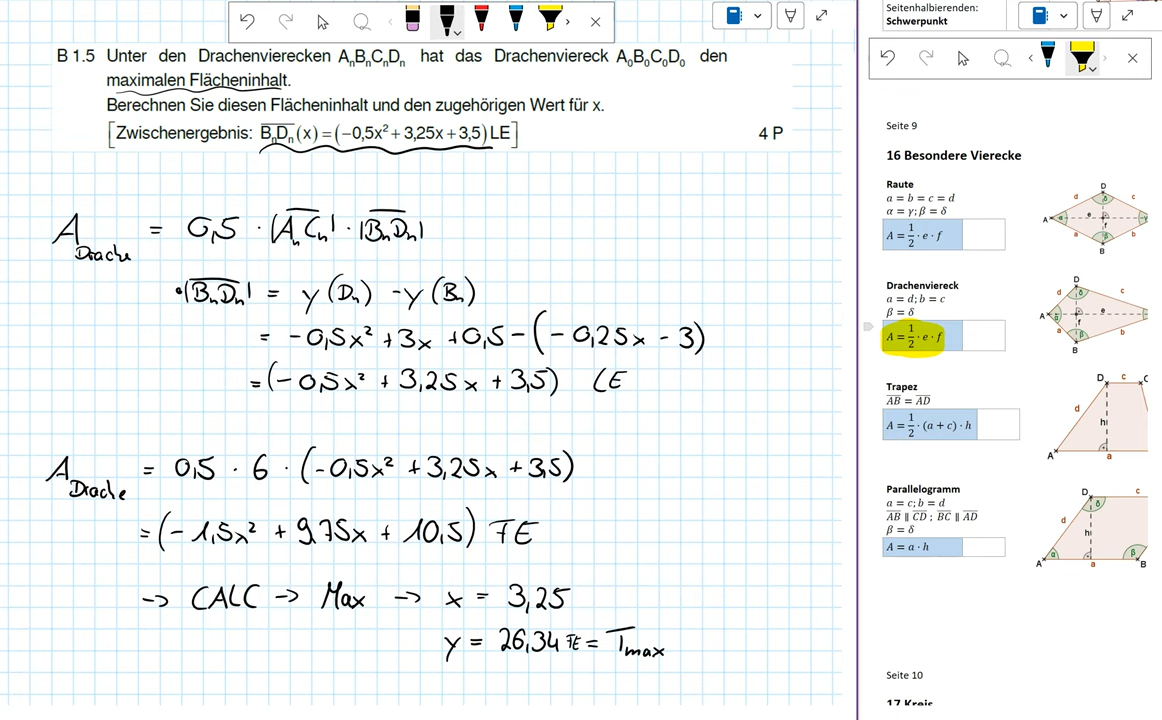 B 1.5 Unter den Drachenvierecken AₙBₙCₙDₙ hat das Drachenviereck A₀B₀C₀D₀ den
maximalen Flächeninhalt.
Berechnen Sie diesen Flächeninhalt und den zugehörigen Wert für x.
[Zwischenergebnis: B̅ₙD̅ₙ(x) = (−0,5x² + 3,25x + 3,5) LE] 4 P
A Drache = 0,5 · |AₙCₙ| · |BₙDₙ|
·|BₙDₙ| = y (Dₙ) - y (Bₙ)
= -0,5x² + 3x + 0,5 - (-0,25x - 3)
= (-0,5x² + 3,25x + 3,5) LE
A Drache = 0,5 · 6 · (-0,5x² + 3,25x + 3,5)
= (-1,5x² + 9,75x + 10,5) FE
-> CALC -> Max -> x = 3,25
y = 26,34 FE = Tmax
Seitenhalbierenden:
Schwerpunkt
Seite 9
16 Besondere Vierecke
Raute
a = b = c = d
α = γ; β = δ
A = 1/2 · e · f
D
d
c
δ
A
α
e
f
γ
β
a
b
B
Drachenviereck
a = d; b = c
β = δ
A = 1/2 · e · f
D
d
δ
c
A
α
e
f
β
a
b
B
Trapez
AB = AD
A = 1/2 · (a + c) · h
D
c
C
d
h
A
a
Parallelogramm
a = c; b = d
AB ∥ CD ; BC ∥ AD
β = δ
A = a · h
D
c
δ
d
h
α
β
A
a
B
Seite 10
17 Kreis